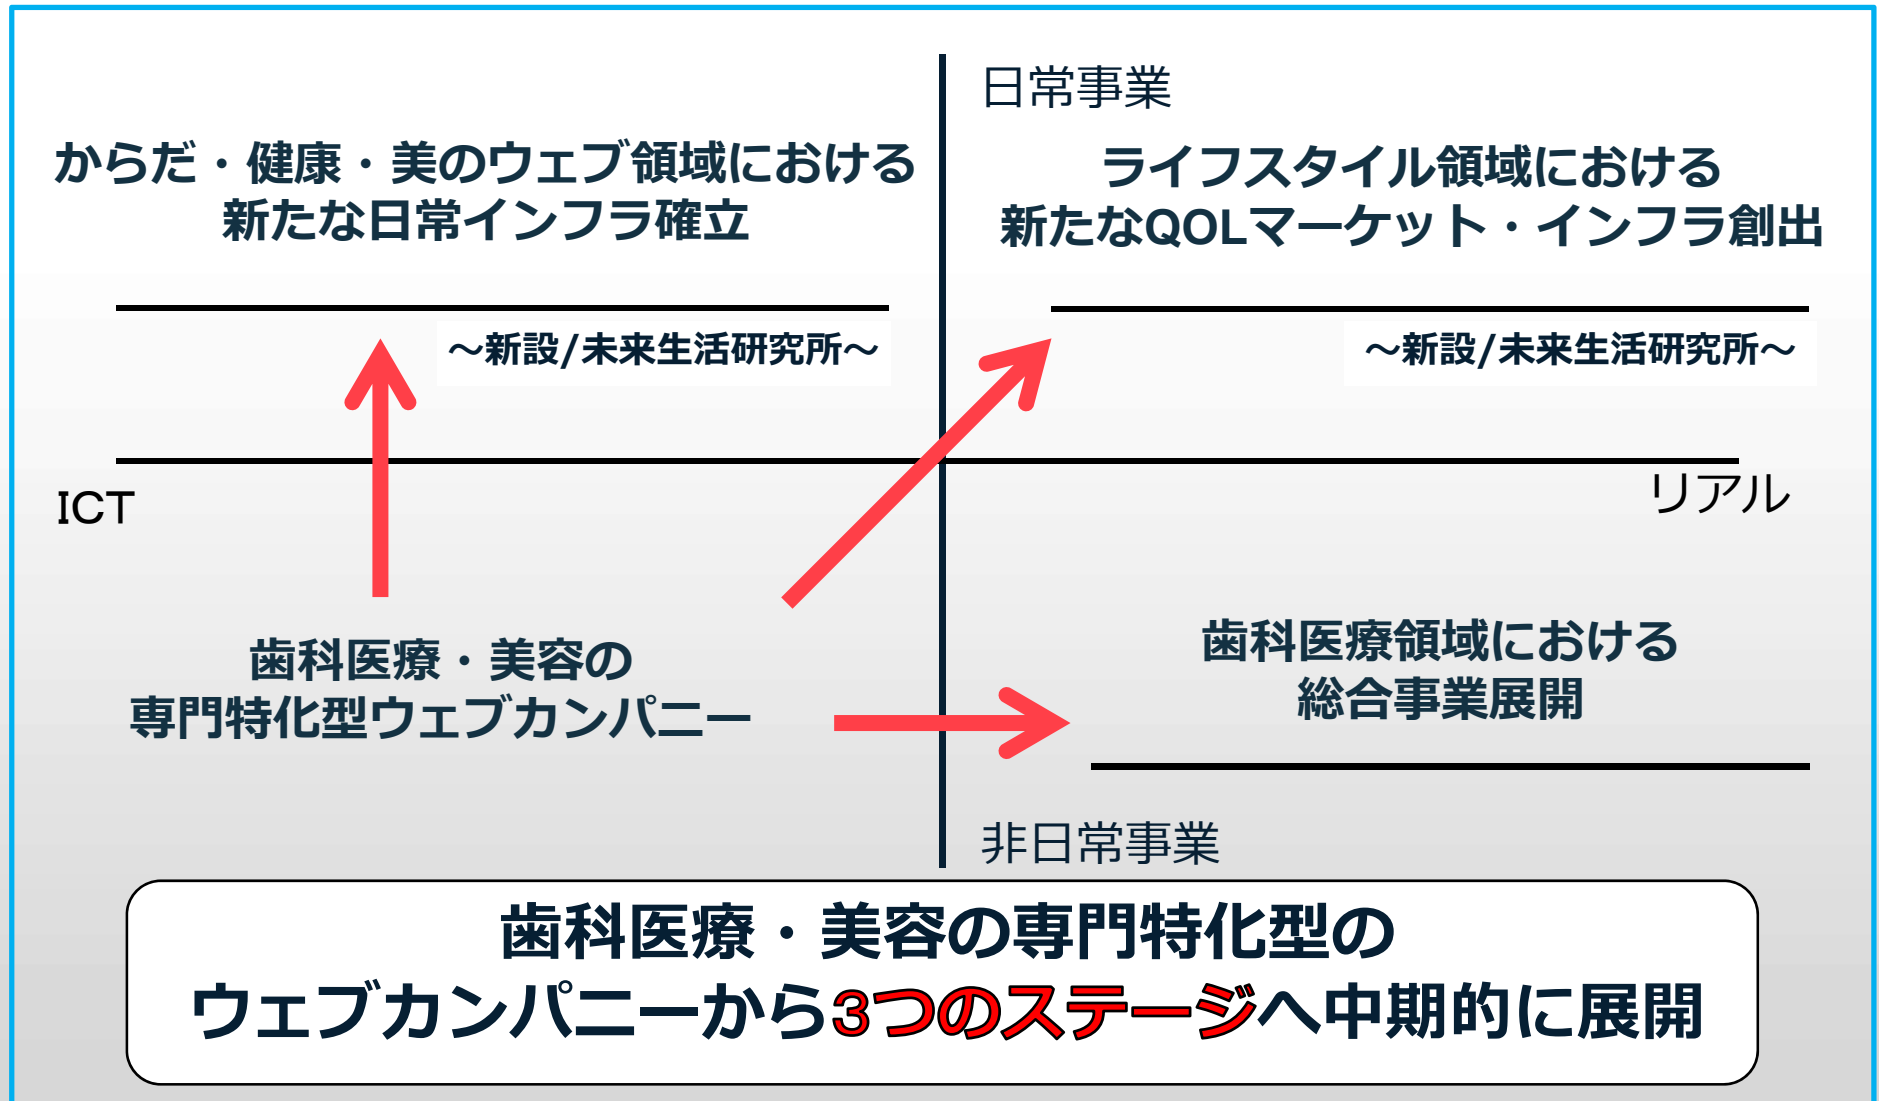 日常事業
からだ・健康・美のウェブ領域における
新たな日常インフラ確立
ライフスタイル領域における
新たなQOLマーケット・インフラ創出
～新設/未来生活研究所～
～新設/未来生活研究所～
ICT
リアル
歯科医療・美容の
専門特化型ウェブカンパニー
歯科医療領域における
総合事業展開
非日常事業
歯科医療・美容の専門特化型の
ウェブカンパニーから3つのステージへ中期的に展開